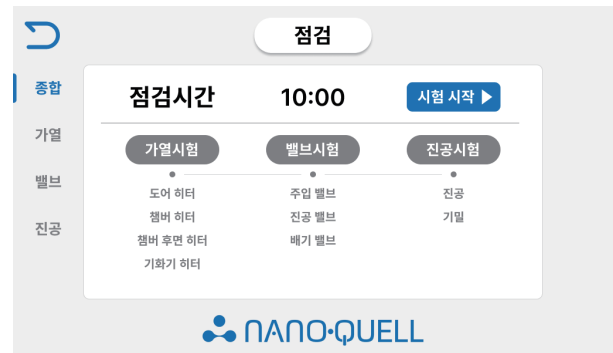 점검
종합
가열
밸브
진공
점검시간 10:00 시험 시작
가열시험 밸브시험 진공시험
도어 히터 주입 밸브 진공
챔버 히터 진공 밸브 기밀
챔버 후면 히터 배기 밸브
기화기 히터
NANO·QUELL